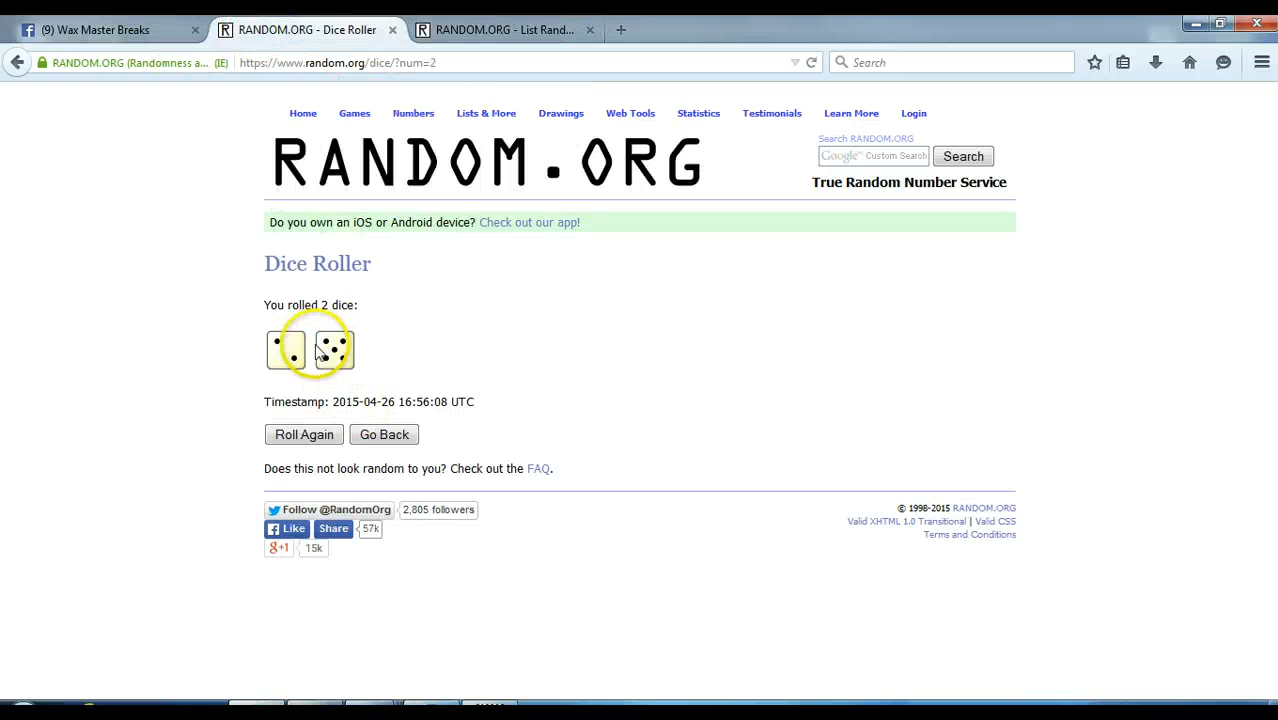 (9) Wax Master Breaks
RANDOM.ORG - Dice Roller
RANDOM.ORG - List Rand...
RANDOM.ORG (Randomness a... (IE)
https://www.random.org/dice/?num=2
Search
Home Games Numbers Lists & More Drawings Web Tools Statistics Testimonials Learn More Login
RANDOM.ORG
Search RANDOM.ORG
Google™ Custom Search
Search
True Random Number Service
Do you own an iOS or Android device? Check out our app!
Dice Roller
You rolled 2 dice:
Timestamp: 2015-04-26 16:56:08 UTC
Roll Again Go Back
Does this not look random to you? Check out the FAQ.
Follow @RandomOrg 2,805 followers
Like Share 57k
g+1 15k
© 1998-2015 RANDOM.ORG
Valid XHTML 1.0 Transitional | Valid CSS
Terms and Conditions